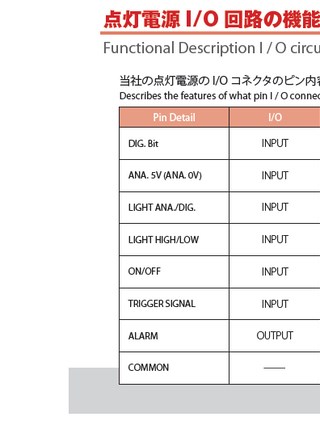 点灯電源 I/O 回路の機能
Functional Description I / O circu
当社の点灯電源の I/O コネクタのピン内容
Describes the features of what pin I / O connec
Pin Detail I/O
DIG. Bit INPUT
ANA. 5V (ANA. 0V) INPUT
LIGHT ANA./DIG. INPUT
LIGHT HIGH/LOW INPUT
ON/OFF INPUT
TRIGGER SIGNAL INPUT
ALARM OUTPUT
COMMON ——